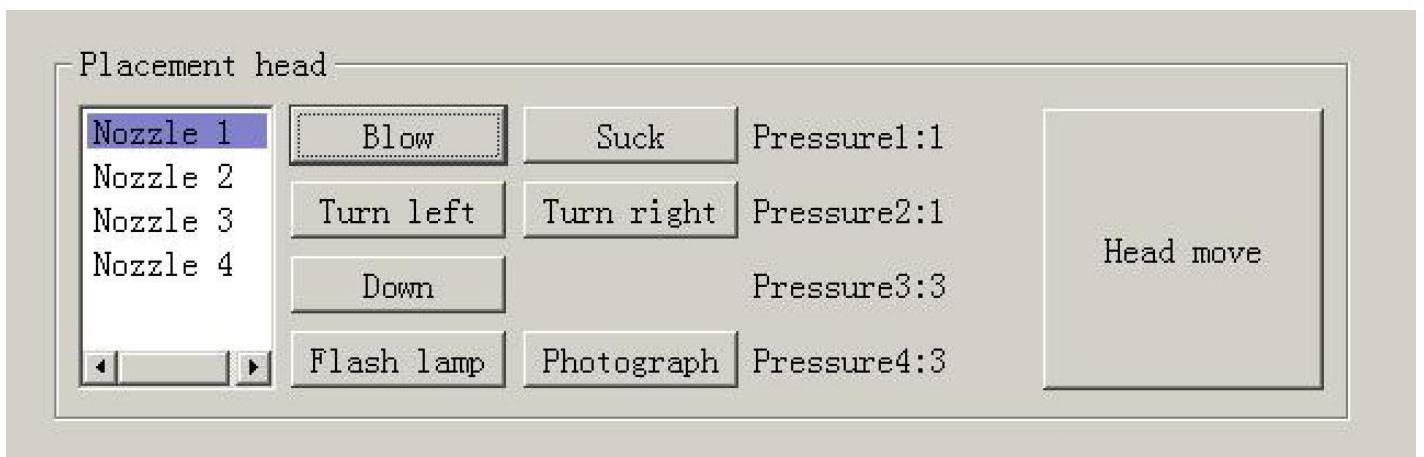 Placement head
Nozzle 1
Nozzle 2
Nozzle 3
Nozzle 4
Blow
Suck
Pressure1:1
Turn left
Turn right
Pressure2:1
Down
Pressure3:3
Flash lamp
Photograph
Pressure4:3
Head move